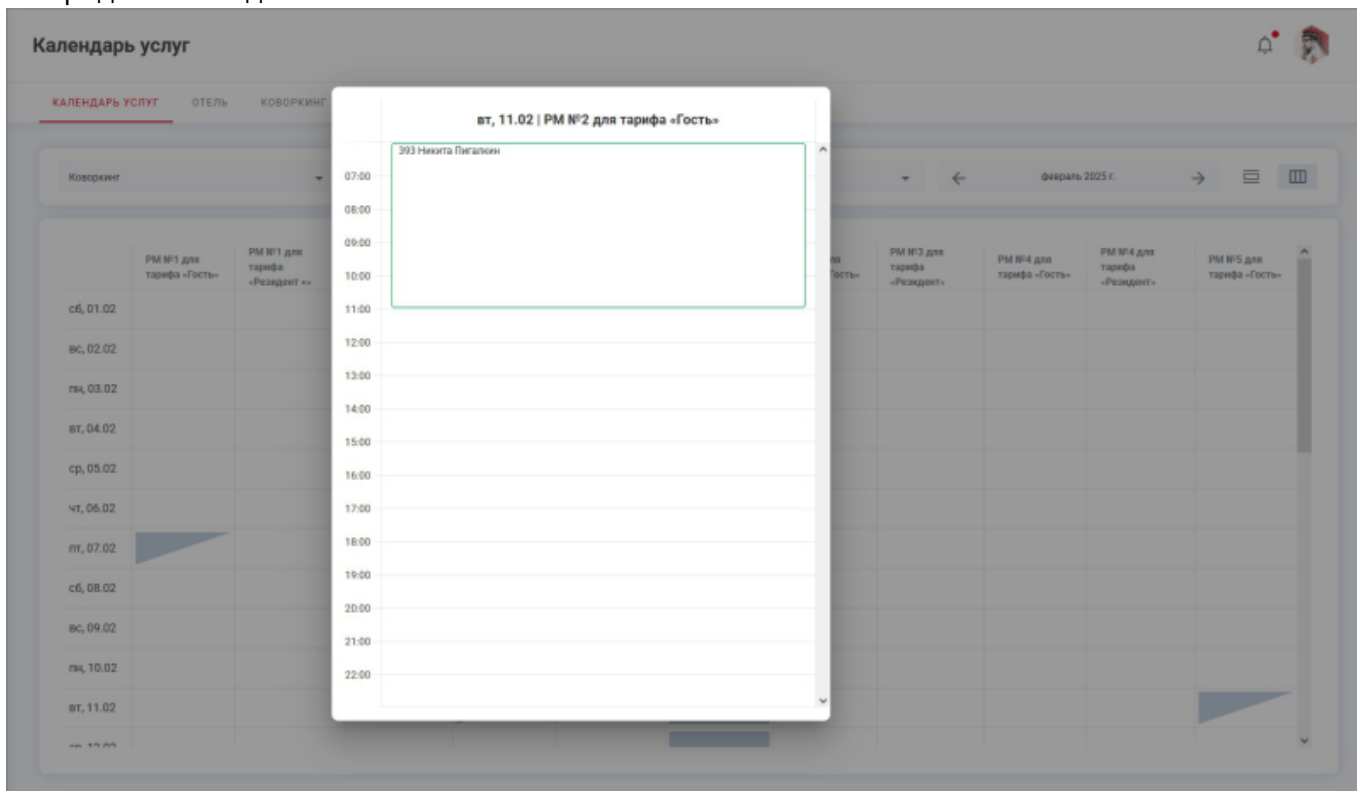 Календарь услуг
КАЛЕНДАРЬ УСЛУГ ОТЕЛЬ КОВОРКИНГ
вт, 11.02 | РМ №2 для тарифа «Гость»
393 Никита Пигалкин
Коворкинг
февраль 2025 г.
07:00
08:00
09:00
10:00
11:00
12:00
13:00
14:00
15:00
16:00
17:00
18:00
19:00
20:00
21:00
22:00
РМ №1 для
тарифа «Гость»
РМ №1 для
тарифа
«Резидент «»
РМ №3 для
тарифа
«Резидент»
РМ №4 для
тарифа «Гость»
РМ №4 для
тарифа
«Резидент»
РМ №5 для
тарифа «Гость»
сб, 01.02
вс, 02.02
пн, 03.02
вт, 04.02
ср, 05.02
чт, 06.02
пт, 07.02
сб, 08.02
вс, 09.02
пн, 10.02
вт, 11.02